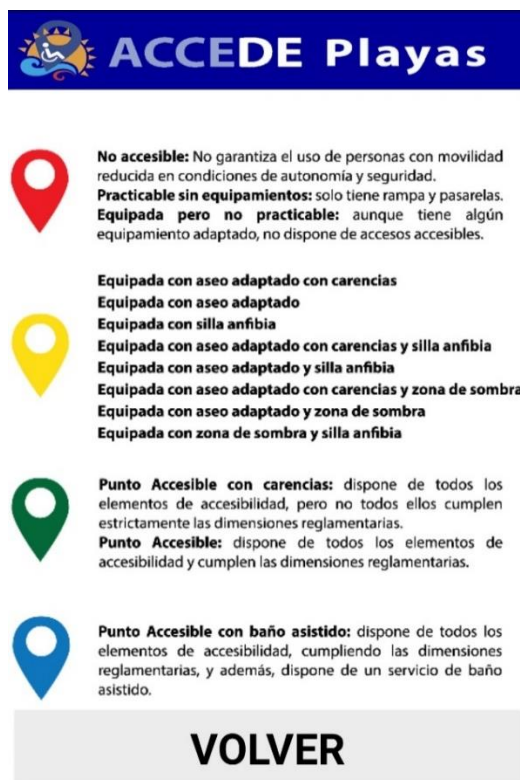 ACCEDE Playas
No accesible: No garantiza el uso de personas con movilidad
reducida en condiciones de autonomía y seguridad.
Practicable sin equipamientos: solo tiene rampa y pasarelas.
Equipada pero no practicable: aunque tiene algún
equipamiento adaptado, no dispone de accesos accesibles.
Equipada con aseo adaptado con carencias
Equipada con aseo adaptado
Equipada con silla anfibia
Equipada con aseo adaptado con carencias y silla anfibia
Equipada con aseo adaptado y silla anfibia
Equipada con aseo adaptado con carencias y zona de sombra
Equipada con aseo adaptado y zona de sombra
Equipada con zona de sombra y silla anfibia
Punto Accesible con carencias: dispone de todos los
elementos de accesibilidad, pero no todos ellos cumplen
estrictamente las dimensiones reglamentarias.
Punto Accesible: dispone de todos los elementos de
accesibilidad y cumplen las dimensiones reglamentarias.
Punto Accesible con baño asistido: dispone de todos los
elementos de accesibilidad, cumpliendo las dimensiones
reglamentarias, y además, dispone de un servicio de baño
asistido.
VOLVER